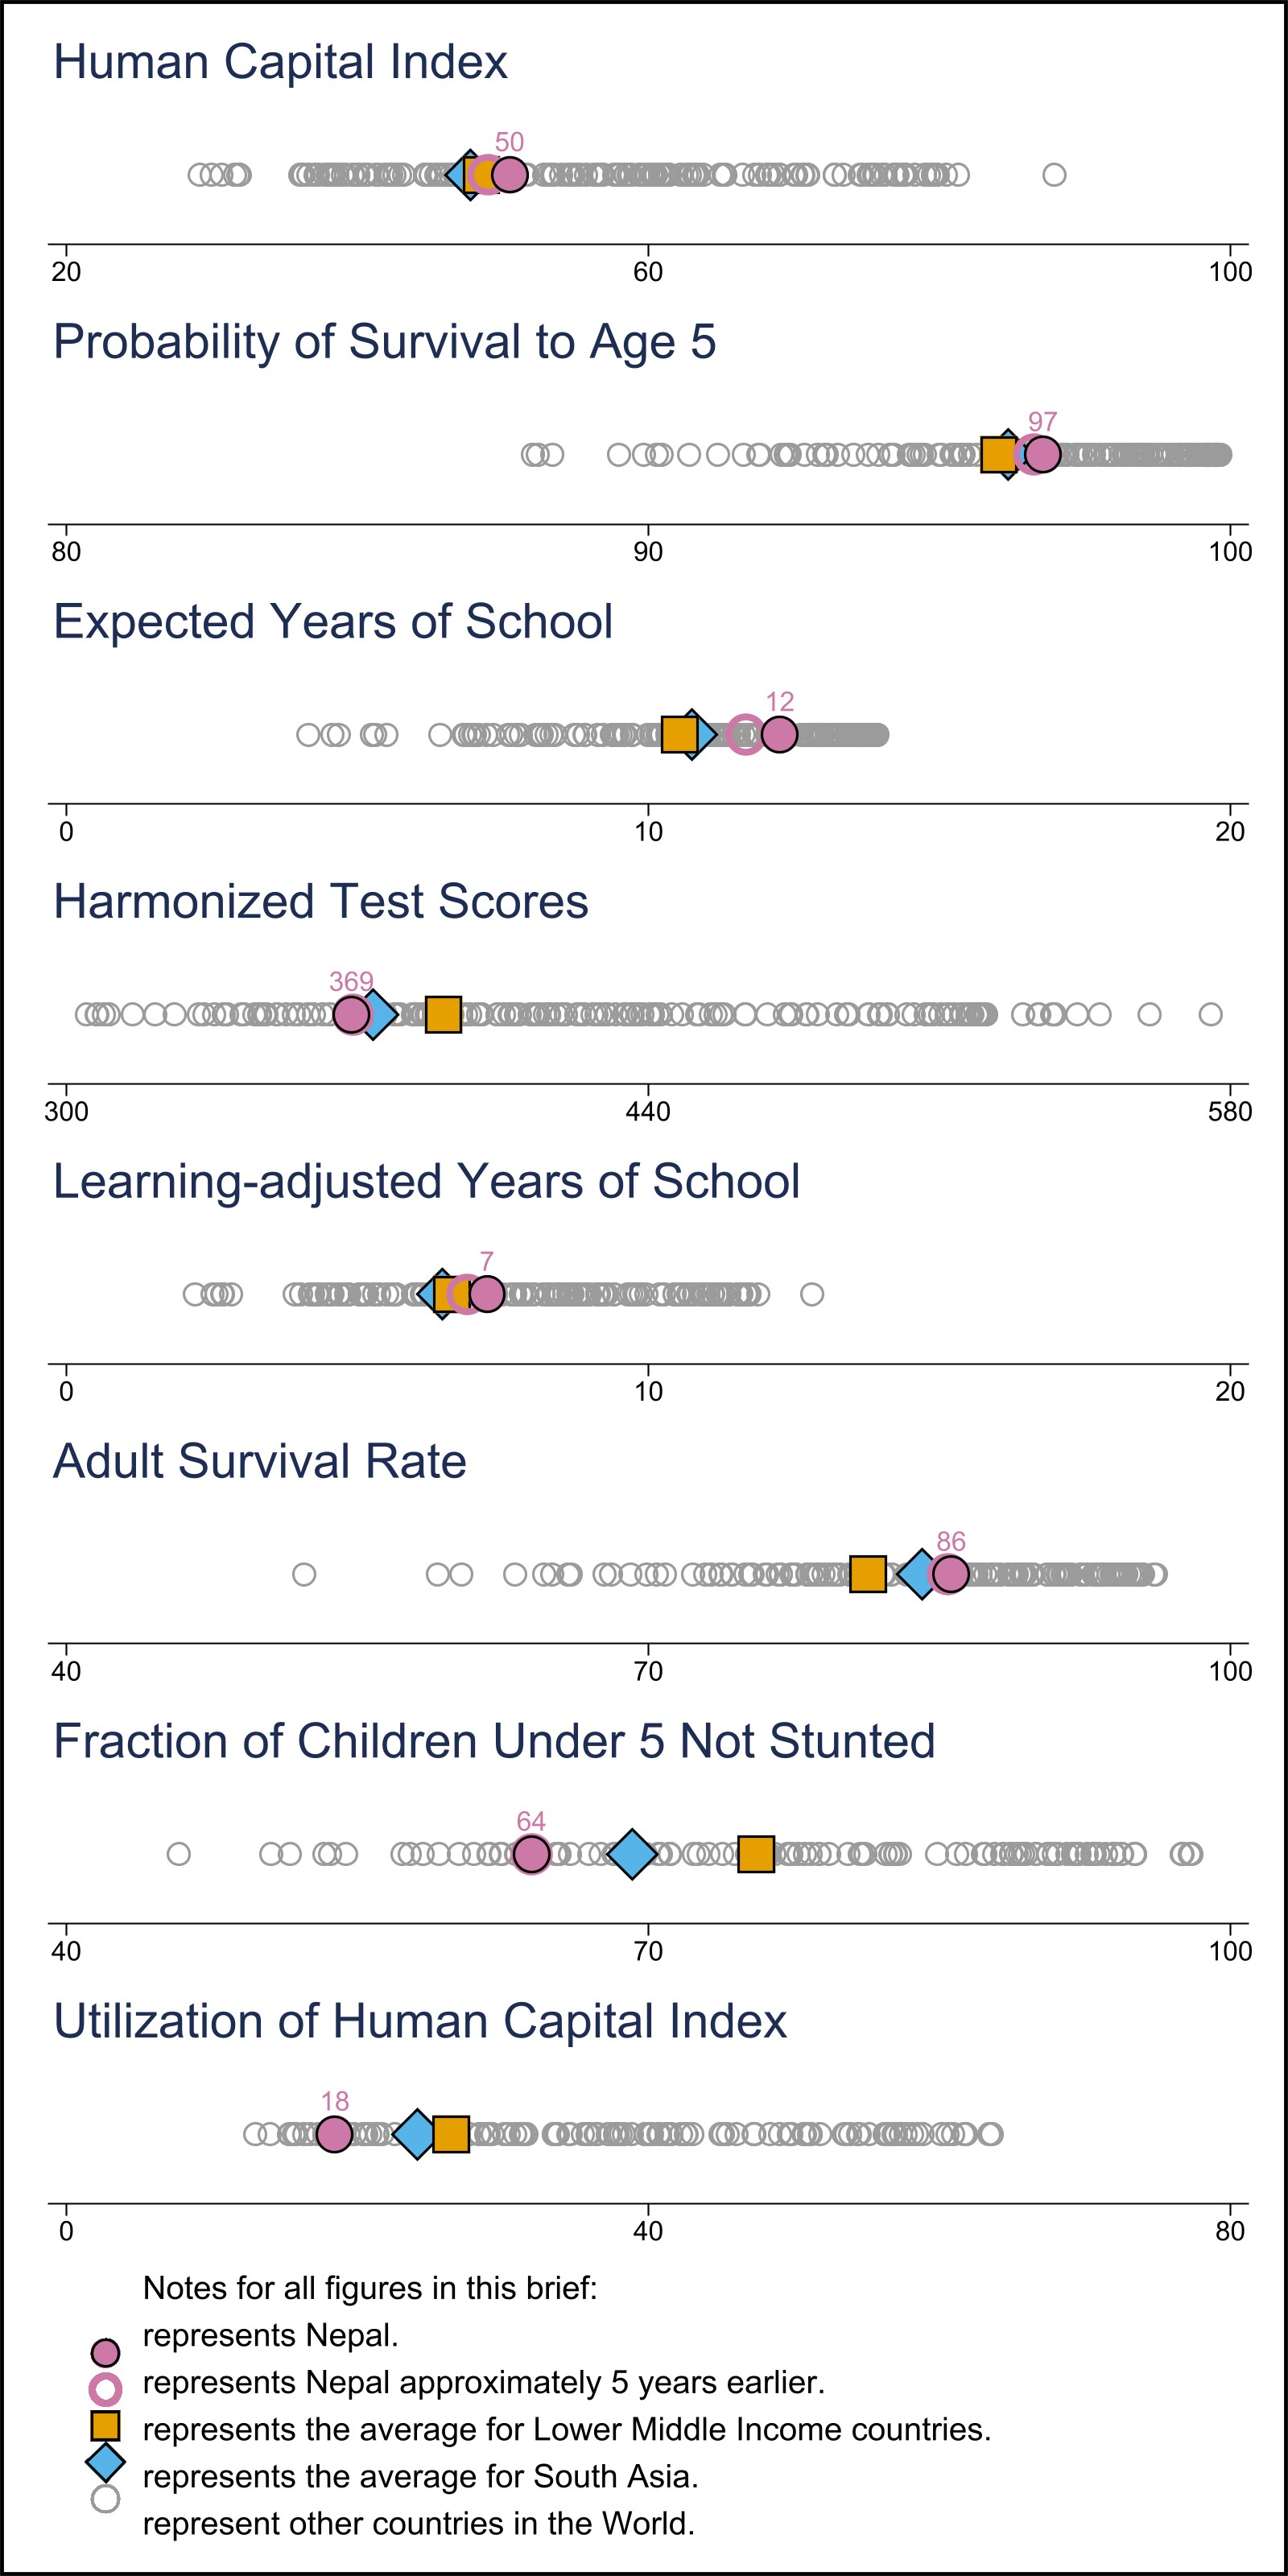 Human Capital Index
50
20 60 100
Probability of Survival to Age 5
97
80 90 100
Expected Years of School
12
0 10 20
Harmonized Test Scores
369
300 440 580
Learning-adjusted Years of School
7
0 10 20
Adult Survival Rate
86
40 70 100
Fraction of Children Under 5 Not Stunted
64
40 70 100
Utilization of Human Capital Index
18
0 40 80
Notes for all figures in this brief:
represents Nepal.
represents Nepal approximately 5 years earlier.
represents the average for Lower Middle Income countries.
represents the average for South Asia.
represent other countries in the World.